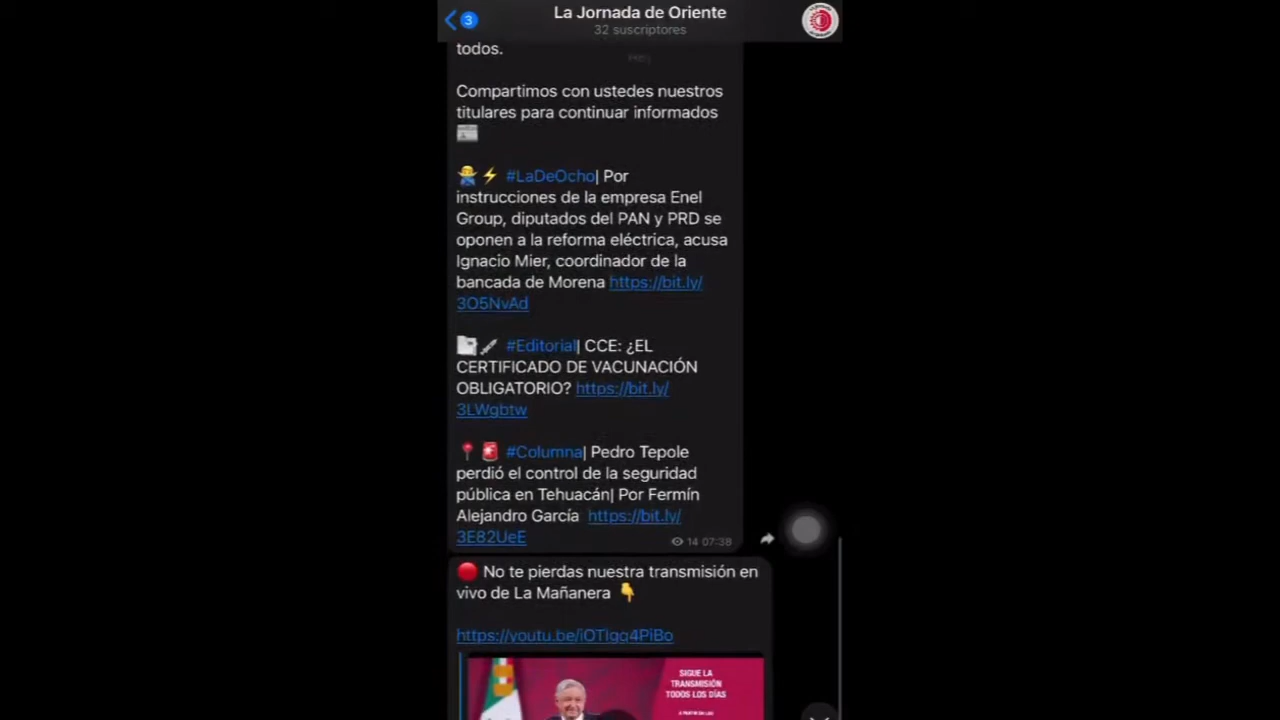 3
La Jornada de Oriente
32 suscriptores
todos.
Compartimos con ustedes nuestros
titulares para continuar informados
#LaDeOcho| Por
instrucciones de la empresa Enel
Group, diputados del PAN y PRD se
oponen a la reforma eléctrica, acusa
Ignacio Mier, coordinador de la
bancada de Morena https://bit.ly/
3O5NvAd
#Editorial| CCE: ¿EL
CERTIFICADO DE VACUNACIÓN
OBLIGATORIO? https://bit.ly/
3LWgbtw
#Columna| Pedro Tepole
perdió el control de la seguridad
pública en Tehuacán| Por Fermín
Alejandro García https://bit.ly/
3E82UeE
14 07:38
No te pierdas nuestra transmisión en
vivo de La Mañanera
SIGUE LA
TRANSMISIÓN
TODOS LOS DÍAS
A PARTIR DE LAS